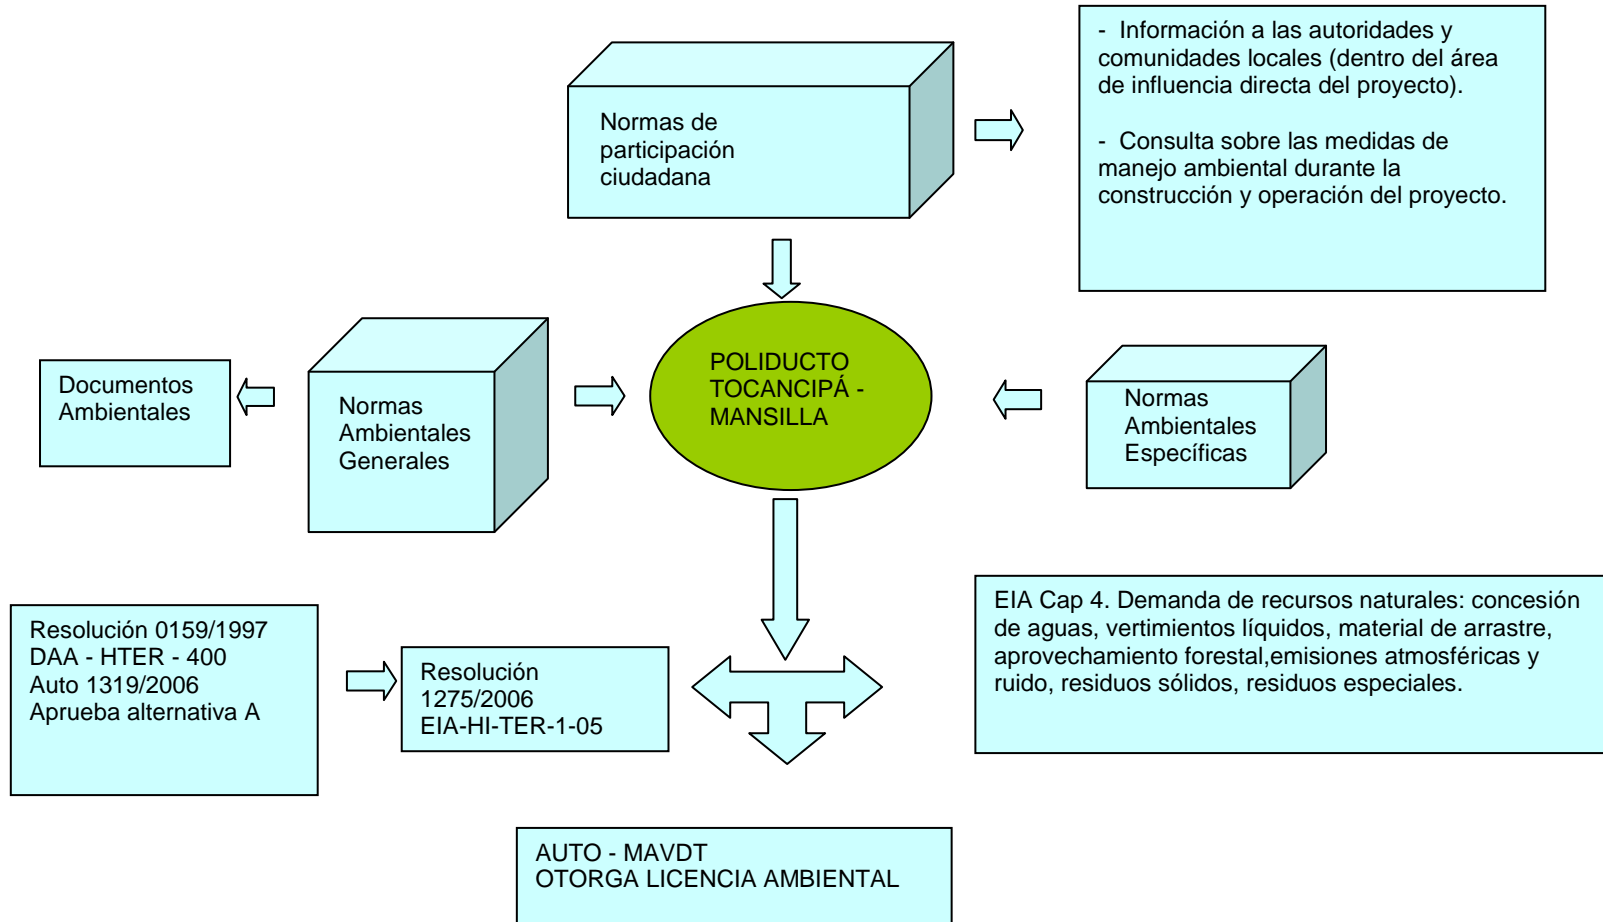 Normas de
participación
ciudadana
- Información a las autoridades y
comunidades locales (dentro del área
de influencia directa del proyecto).
- Consulta sobre las medidas de
manejo ambiental durante la
construcción y operación del proyecto.
Documentos
Ambientales
Normas
Ambientales
Generales
POLIDUCTO
TOCANCIPÁ -
MANSILLA
Normas
Ambientales
Específicas
Resolución 0159/1997
DAA - HTER - 400
Auto 1319/2006
Aprueba alternativa A
Resolución
1275/2006
EIA-HI-TER-1-05
EIA Cap 4. Demanda de recursos naturales: concesión
de aguas, vertimientos líquidos, material de arrastre,
aprovechamiento forestal,emisiones atmosféricas y
ruido, residuos sólidos, residuos especiales.
AUTO - MAVDT
OTORGA LICENCIA AMBIENTAL